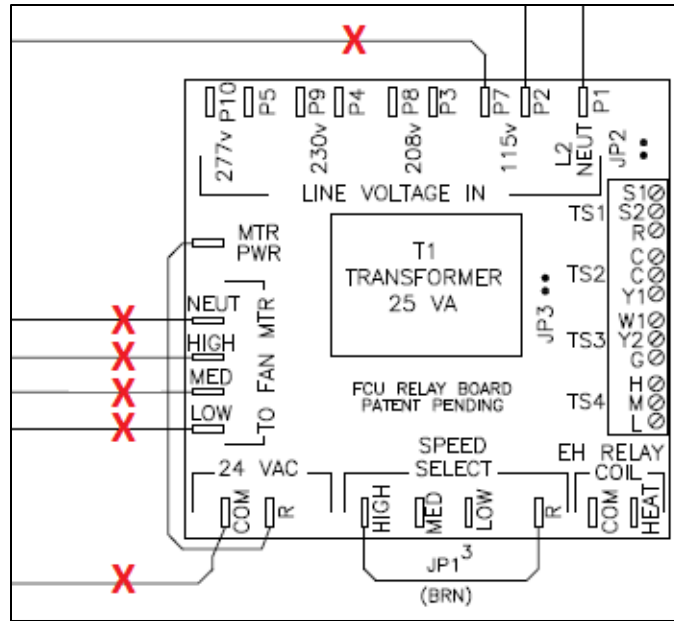 X
P10 P5 P9 P4 P8 P3 P7 P2 P1
277v 230v 208v 115v L2 NEUT JP2
LINE VOLTAGE IN
MTR
PWR
T1
TRANSFORMER
25 VA
JP3
TS1
S1
S2
R
TS2
C
C
Y1
TS3
W1
Y2
G
TS4
H
M
L
X NEUT
X HIGH
X MED
X LOW
TO FAN MTR
FCU RELAY BOARD
PATENT PENDING
24 VAC
COM R
SPEED
SELECT
HIGH MED LOW R
EH RELAY
COIL
COM HEAT
X
JP1³
(BRN)